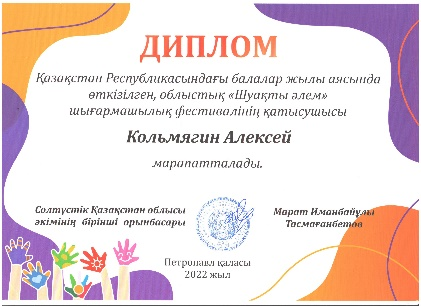 ДИПЛОМ
Қазақстан Республикасындағы балалар жылы аясында
өткізілген, облыстық «Шуақты әлем»
шығармашылық фестивалінің қатысушысы
Кольмягин Алексей
марапатталады.
Солтүстік Қазақстан облысы
әкімінің бірінші орынбасары
Марат Иманбайұлы
Тасмағанбетов
Петропавл қаласы
2022 жыл